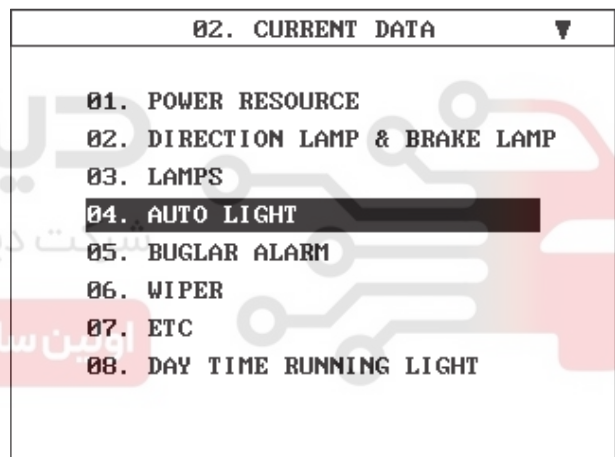 02. CURRENT DATA ▼
01. POWER RESOURCE
02. DIRECTION LAMP & BRAKE LAMP
03. LAMPS
04. AUTO LIGHT
05. BUGLAR ALARM
06. WIPER
07. ETC
08. DAY TIME RUNNING LIGHT